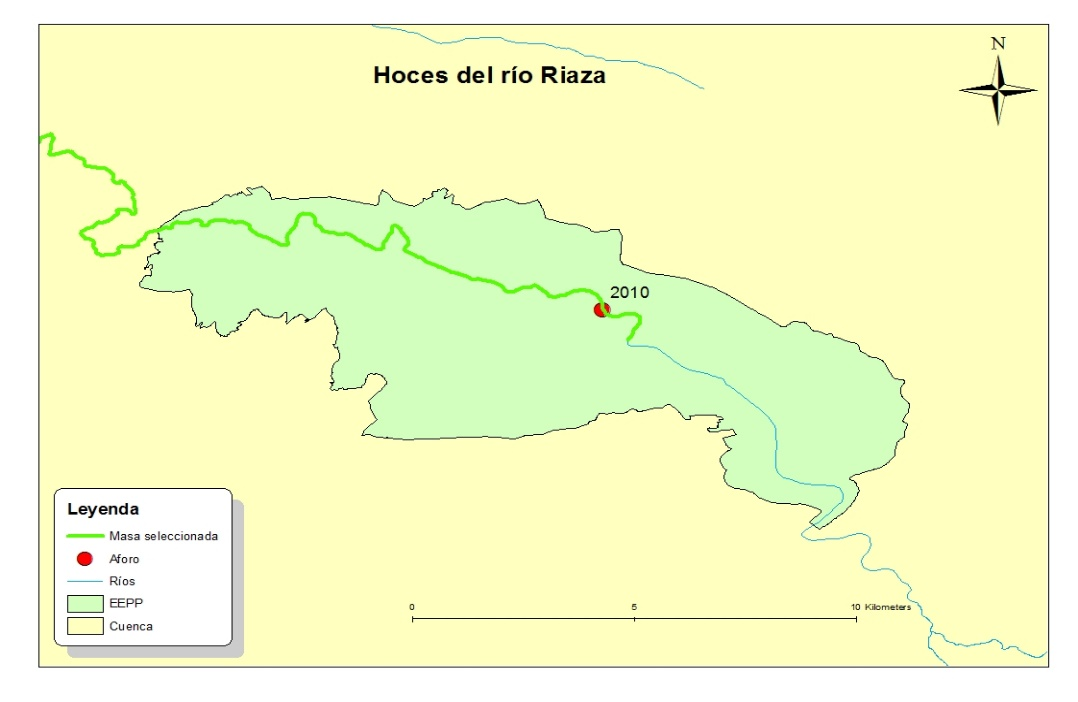 N
Hoces del río Riaza
2010
Leyenda
Masa seleccionada
Aforo
Ríos
EEPP
Cuenca
0 5 10 Kilometers